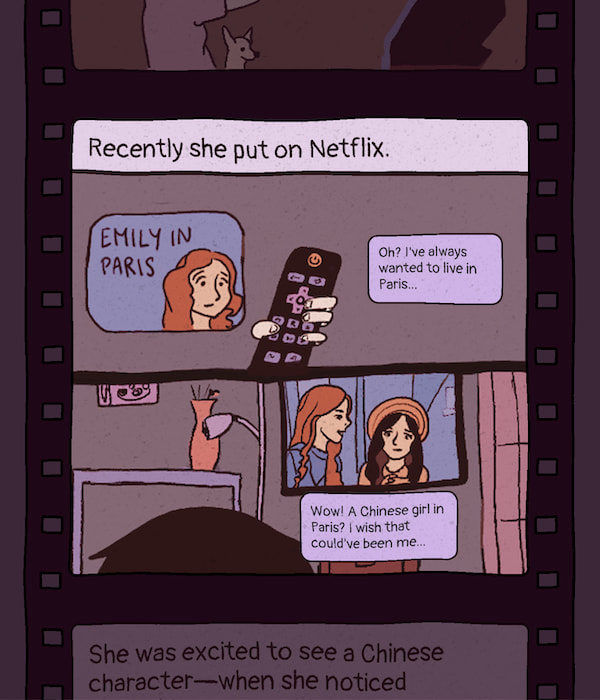 Recently she put on Netflix.
EMILY IN
PARIS
Oh? I've always
wanted to live in
Paris...
Wow! A Chinese girl in
Paris? I wish that
could've been me...
She was excited to see a Chinese
character—when she noticed